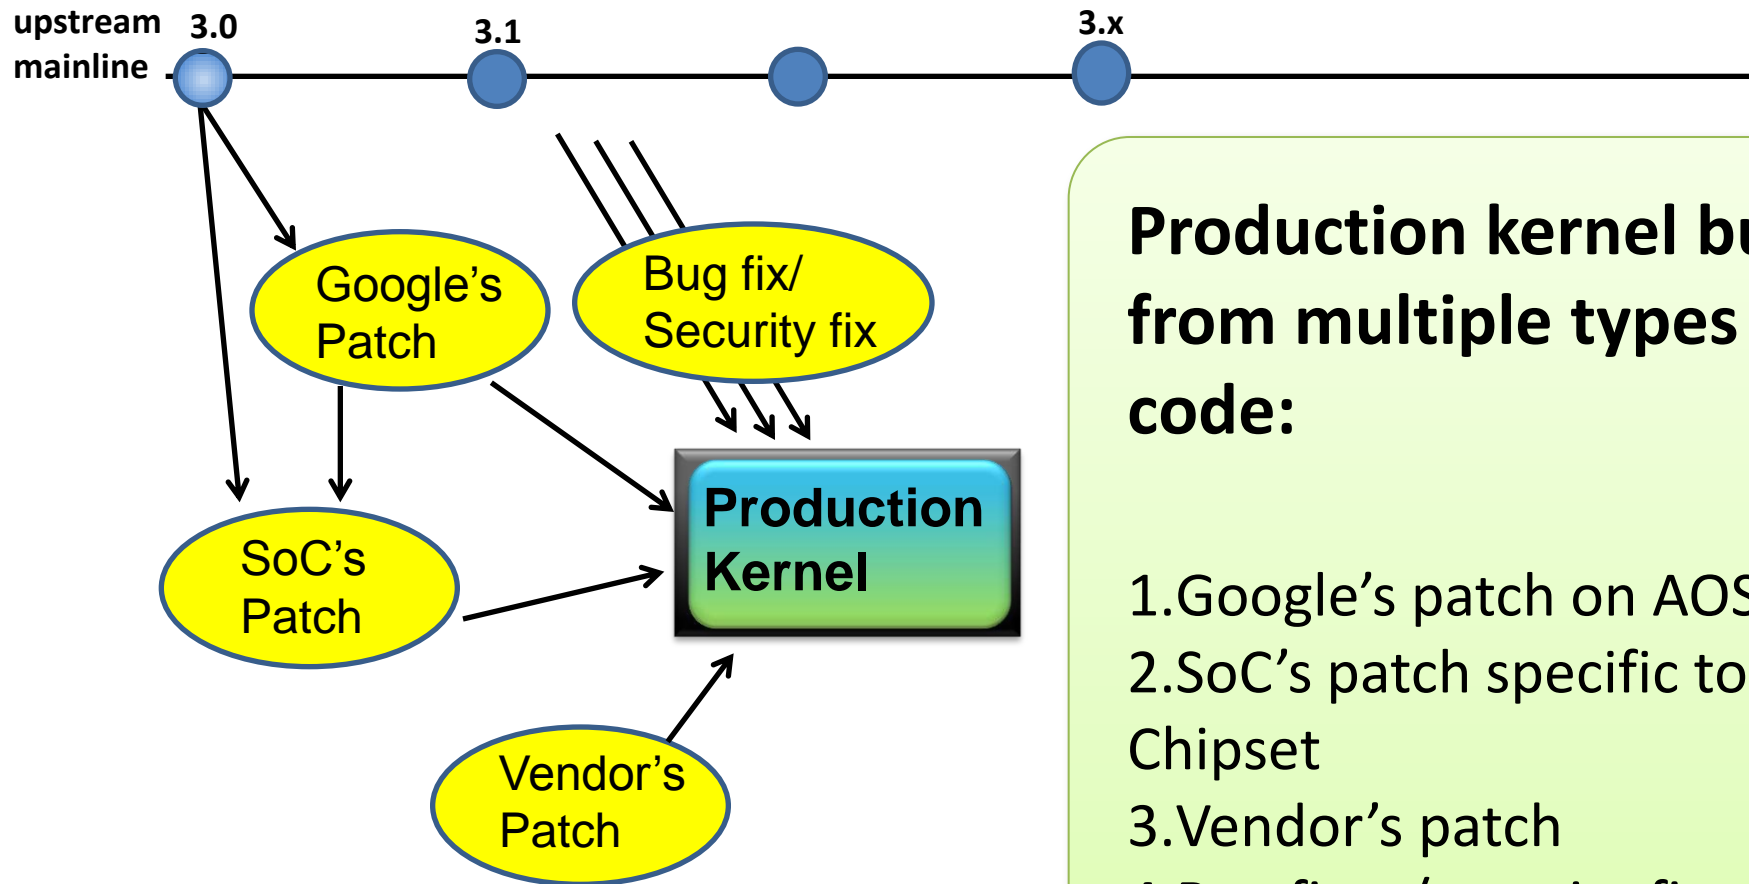 upstream
mainline
3.0
3.1
3.x
Google’s
Patch
Bug fix/
Security fix
SoC’s
Patch
Production
Kernel
Vendor’s
Patch
Production kernel
from multiple types
code:
1.Google’s patch on
2.SoC’s patch specific to
Chipset
3.Vendor’s patch